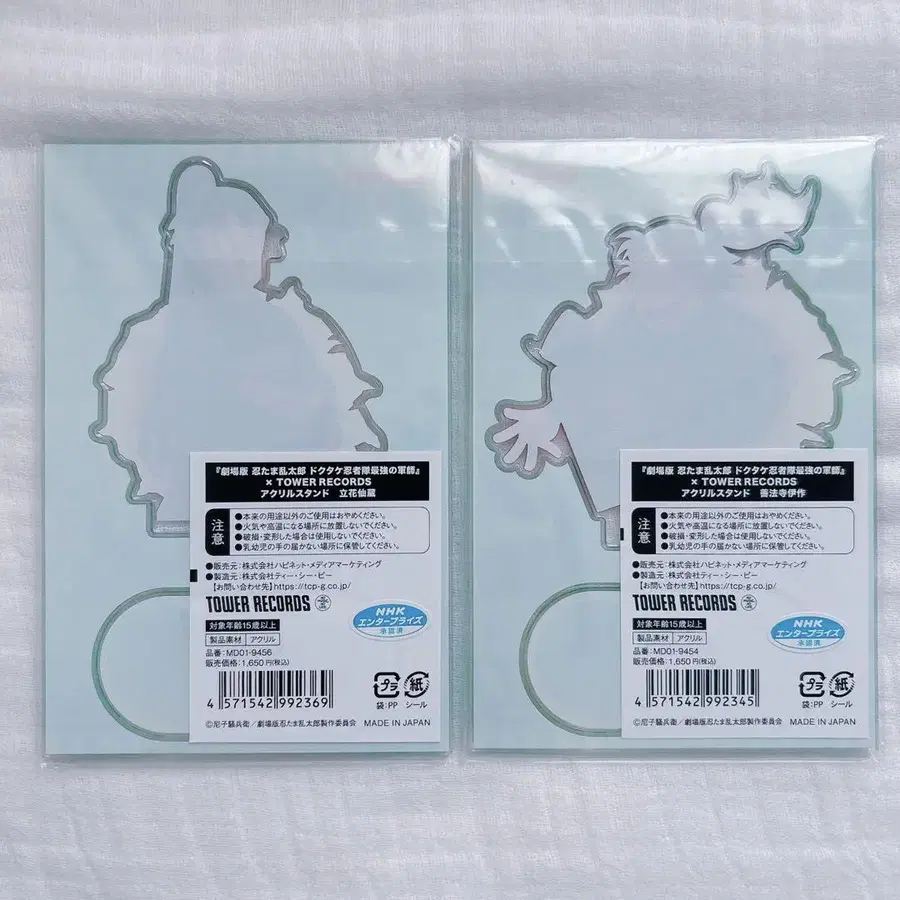 『劇場版 忍たま乱太郎 ドクタケ忍者隊最強の軍師』
× TOWER RECORDS
アクリルスタンド 立花仙蔵
注意
●本来の用途以外のご使用はおやめください。
●火気や高温になる場所に放置しないでください。
●破損・変形した場合は使用しないでください。
●乳幼児の手の届かない場所に保管してください。
●販売元：株式会社ハピネット・メディアマーケティング
●製造元：株式会社ティー・シー・ピー
【お問い合わせ先】https://tcp-g.co.jp/
TOWER RECORDS
NHK
エンタープライズ
承認済
対象年齢15歳以上
製品素材 アクリル
品番：MD01-9456
販売価格：1,650円(税込)
4 571542 992369
プラ 紙
袋：PP シール
©尼子騒兵衛／劇場版忍たま乱太郎製作委員会 MADE IN JAPAN
『劇場版 忍たま乱太郎 ドクタケ忍者隊最強の軍師』
× TOWER RECORDS
アクリルスタンド 善法寺伊作
注意
●本来の用途以外のご使用はおやめください。
●火気や高温になる場所に放置しないでください。
●破損・変形した場合は使用しないでください。
●乳幼児の手の届かない場所に保管してください。
●販売元：株式会社ハピネット・メディアマーケティング
●製造元：株式会社ティー・シー・ピー
【お問い合わせ先】https://tcp-g.co.jp/
TOWER RECORDS
NHK
エンタープライズ
承認済
対象年齢15歳以上
製品素材 アクリル
品番：MD01-9454
販売価格：1,650円(税込)
4 571542 992345
プラ 紙
袋：PP シール
©尼子騒兵衛／劇場版忍たま乱太郎製作委員会 MADE IN JAPAN